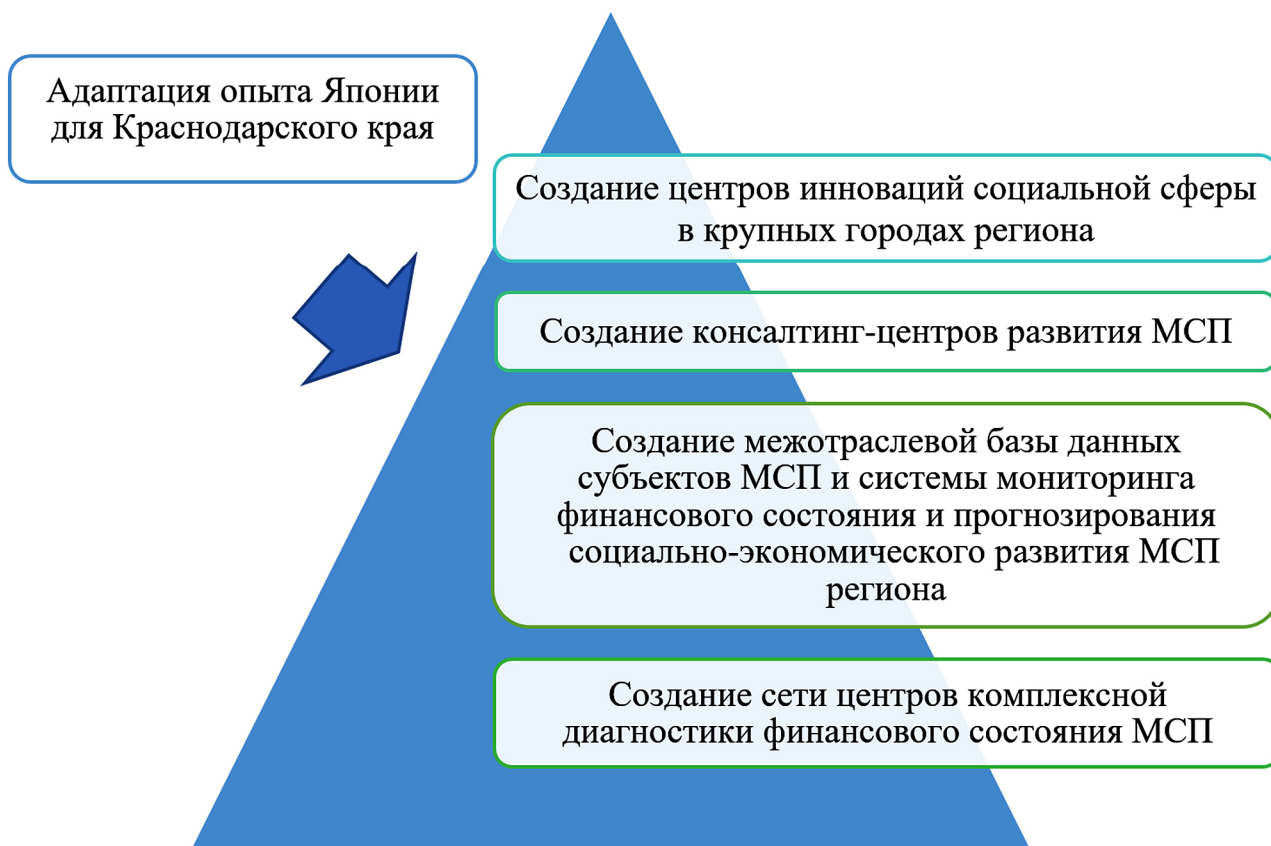 Адаптация опыта Японии
для Краснодарского края
Создание центров инноваций социальной сферы
в крупных городах региона
Создание консалтинг-центров развития МСП
Создание межотраслевой базы данных
субъектов МСП и системы мониторинга
финансового состояния и прогнозирования
социально-экономического развития МСП
региона
Создание сети центров комплексной
диагностики финансового состояния МСП